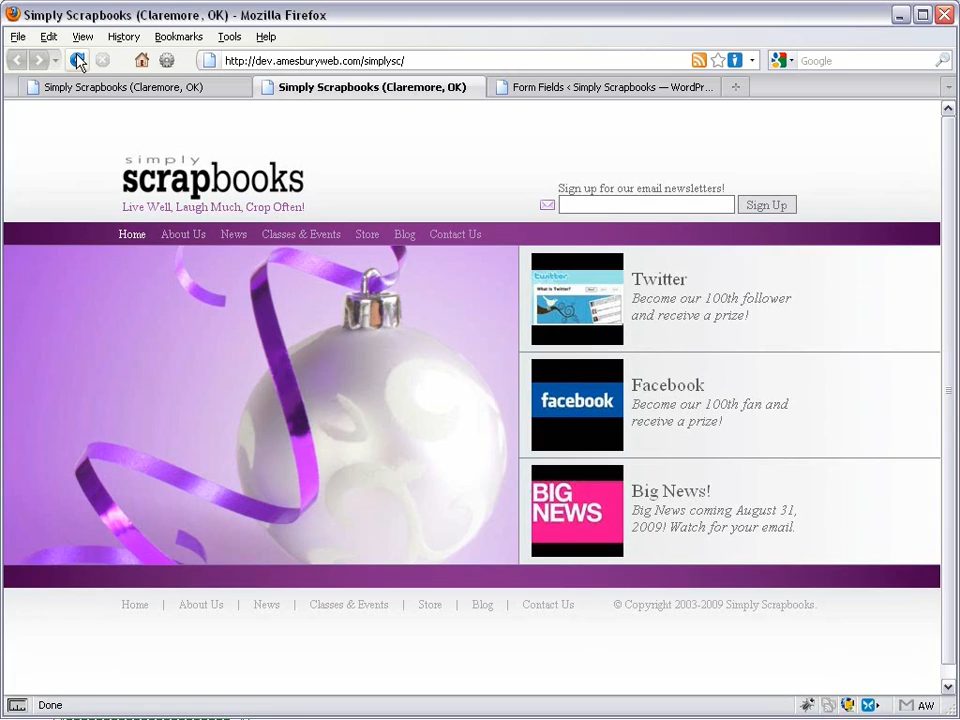 Simply Scrapbooks (Claremore, OK) - Mozilla Firefox
File Edit View History Bookmarks Tools Help
http://dev.amesburyweb.com/simplysc/
Google
Simply Scrapbooks (Claremore, OK)
Simply Scrapbooks (Claremore, OK)
Form Fields ‹ Simply Scrapbooks — WordPr...
simply
scrapbooks
Live Well, Laugh Much, Crop Often!
Sign up for our email newsletters!
Sign Up
Home About Us News Classes & Events Store Blog Contact Us
twitter
What is Twitter?
Twitter
Become our 100th follower
and receive a prize!
facebook
Facebook
Become our 100th fan and
receive a prize!
BIG
NEWS
Big News!
Big News coming August 31,
2009! Watch for your email.
Home | About Us | News | Classes & Events | Store | Blog | Contact Us
© Copyright 2003-2009 Simply Scrapbooks.
Done
AW